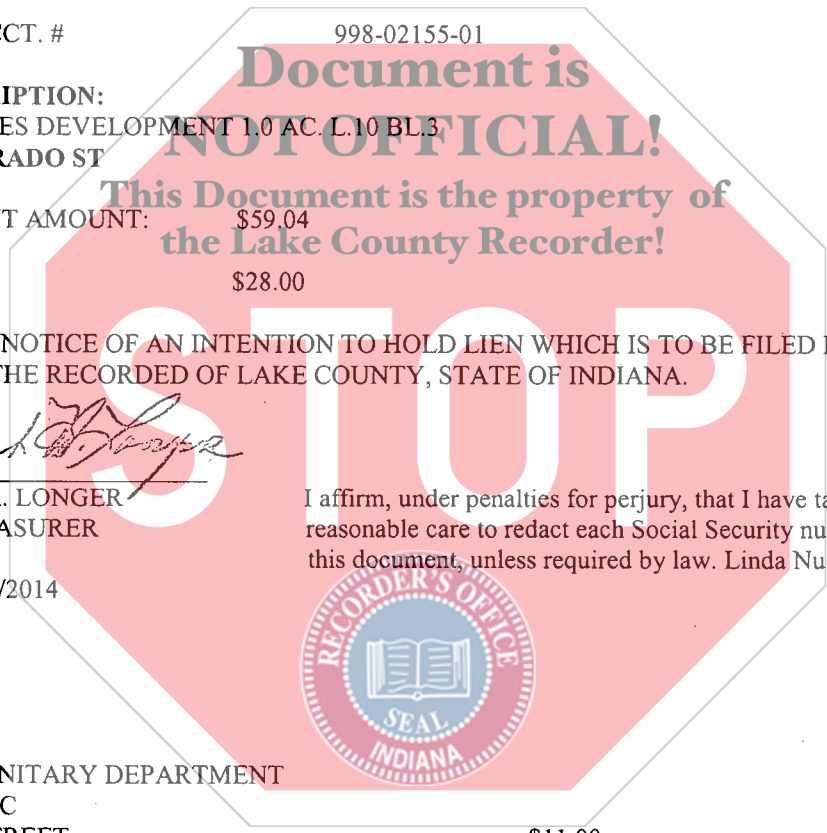 CCT. # 998-02155-01
Document is
IPTION:
ES DEVELOPMENT 1.0 AC. L.10 BL.3
NOT OFFICIAL!
RADO ST
This Document is the property of
T AMOUNT: $59.04
the Lake County Recorder!
$28.00
STOP
NOTICE OF AN INTENTION TO HOLD LIEN WHICH IS TO BE FILED
THE RECORDED OF LAKE COUNTY, STATE OF INDIANA.
. LONGER I affirm, under penalties for perjury, that I have ta
ASURER reasonable care to redact each Social Security nu
this document, unless required by law. Linda Nu
/2014
RECORDER'S OFFICE
SEAL
INDIANA
NITARY DEPARTMENT
C
STREET $11.00